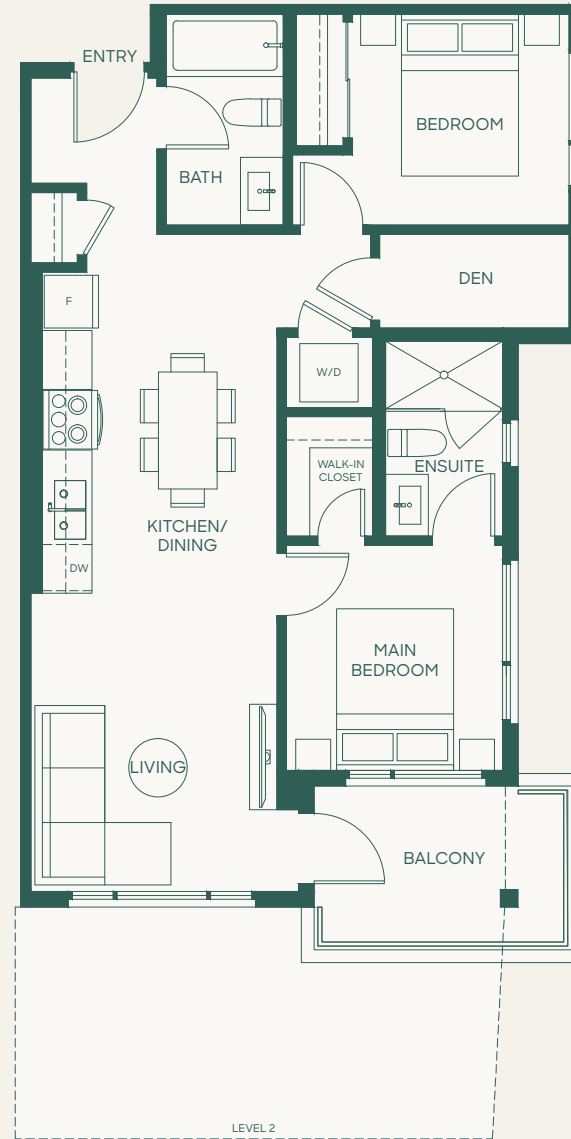 ENTRY
BEDROOM
BATH
DEN
F
W/D
WALK-IN
CLOSET
ENSUITE
KITCHEN/
DINING
DW
MAIN
BEDROOM
LIVING
BALCONY
LEVEL 2